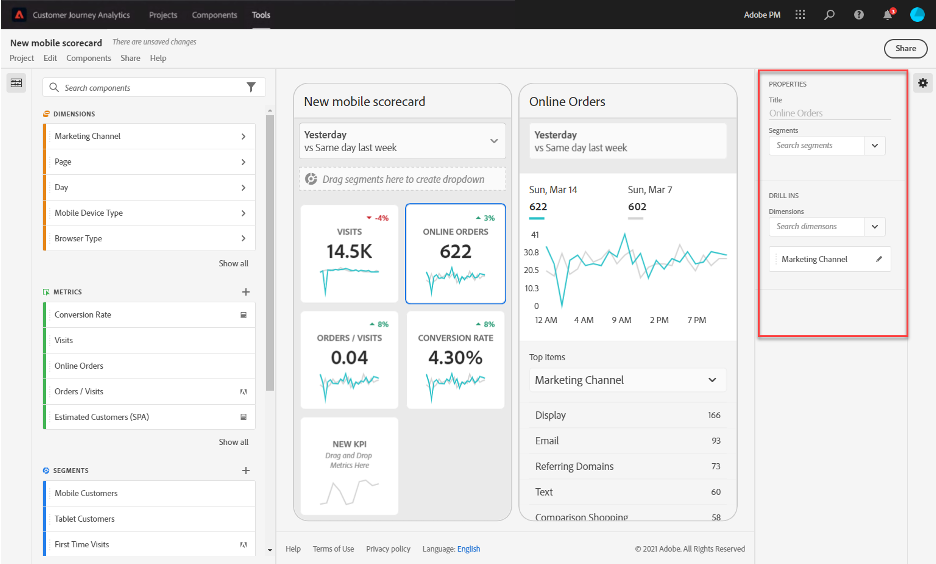 Customer Journey Analytics Projects Components Tools Adobe PM 3
New mobile scorecard There are unsaved changes
Project Edit Components Share Help
Share
Search components
DIMENSIONS
Marketing Channel
Page
Day
Mobile Device Type
Browser Type
Show all
METRICS
Conversion Rate
Visits
Online Orders
Orders / Visits
Estimated Customers (SPA)
Show all
SEGMENTS
Mobile Customers
Tablet Customers
First Time Visits
New mobile scorecard
Yesterday
vs Same day last week
Drag segments here to create dropdown
-4%
VISITS
14.5K
3%
ONLINE ORDERS
622
8%
ORDERS / VISITS
0.04
8%
CONVERSION RATE
4.30%
NEW KPI
Drag and Drop
Metrics Here
Online Orders
Yesterday
vs Same day last week
Sun, Mar 14 Sun, Mar 7
622 602
41
30.8
20.5
10.3
0
12 AM 4 AM 9 AM 2 PM 7 PM
Top Items
Marketing Channel
Display 166
Email 93
Referring Domains 73
Text 60
Comparison Shopping 58
PROPERTIES
Title
Online Orders
Segments
Search segments
DRILL INS
Dimensions
Search dimensons
Marketing Channel
Help Terms of Use Privacy policy Language: English © 2021 Adobe. All Rights Reserved